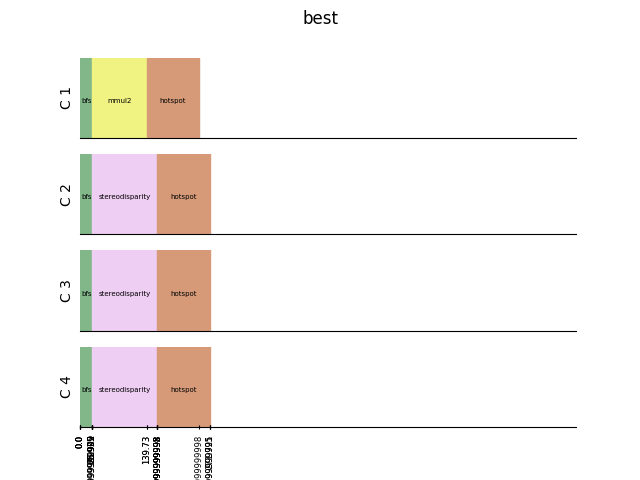 best
C 1
bfs mmul2 hotspot
C 2
bfs stereodisparity hotspot
C 3
bfs stereodisparity hotspot
C 4
bfs stereodisparity hotspot
0.0
139.73